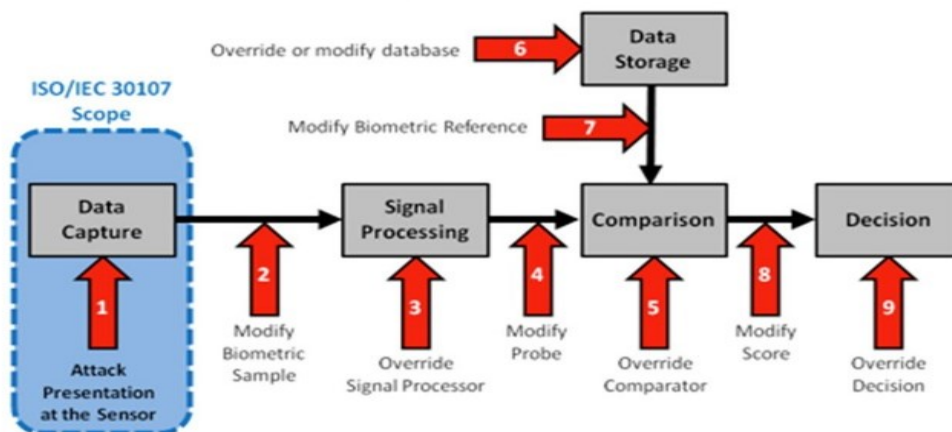 Override or modify database
6
Data
Storage
ISO/IEC 30107
Scope
Modify Biometric Reference
7
Data
Capture
Signal
Processing
Comparison
Decision
1
2
3
4
5
8
9
Attack
Presentation
at the Sensor
Modify
Biometric
Sample
Override
Signal Processor
Modify
Probe
Override
Comparator
Modify
Score
Override
Decision